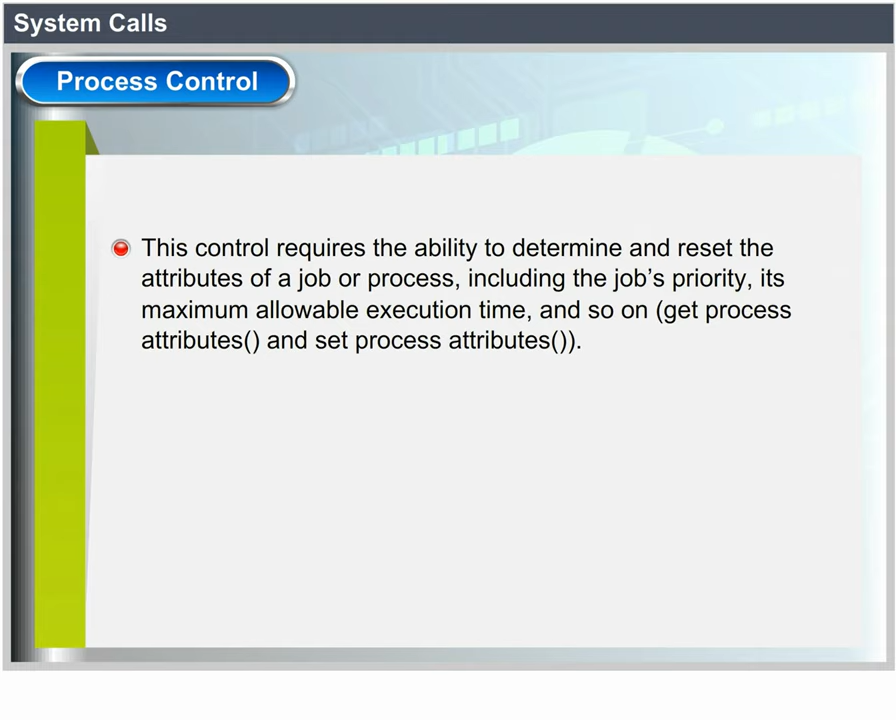 System Calls
Process Control
This control requires the ability to determine and reset the
attributes of a job or process, including the job’s priority, its
maximum allowable execution time, and so on (get process
attributes() and set process attributes()).